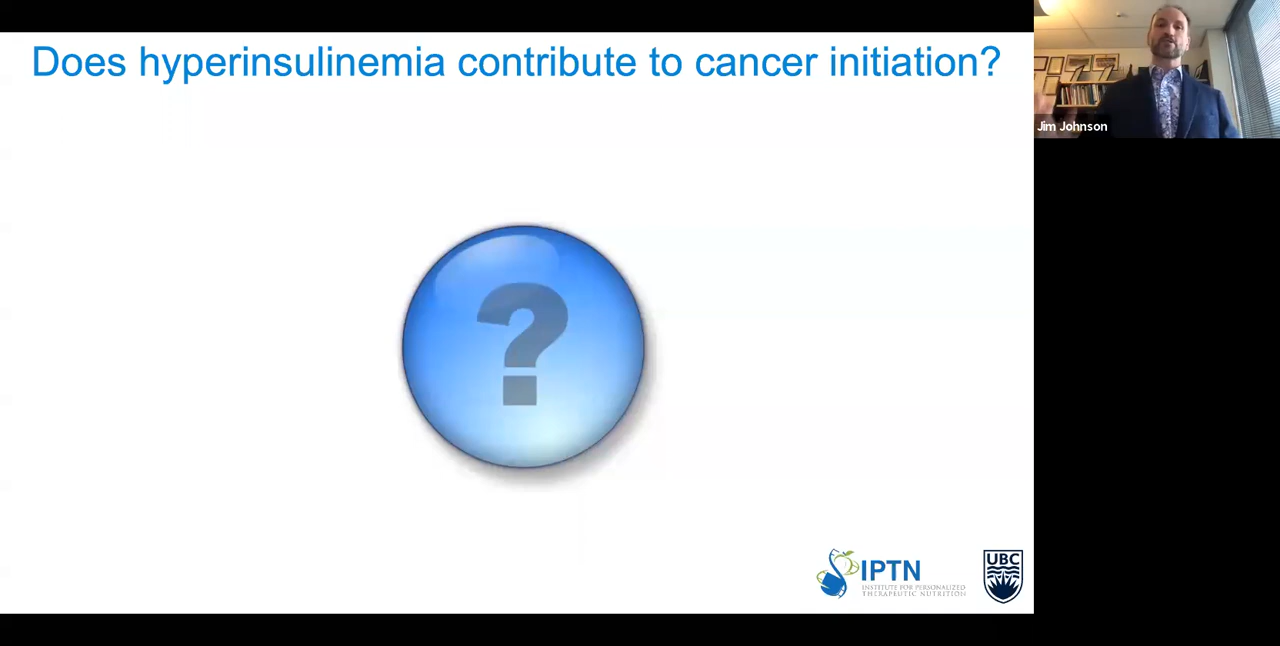 Does hyperinsulinemia contribute to cancer initiation?
Jim Johnson
?
IPTN
INSTITUTE FOR PERSONALIZED
THERAPEUTIC NUTRITION
UBC